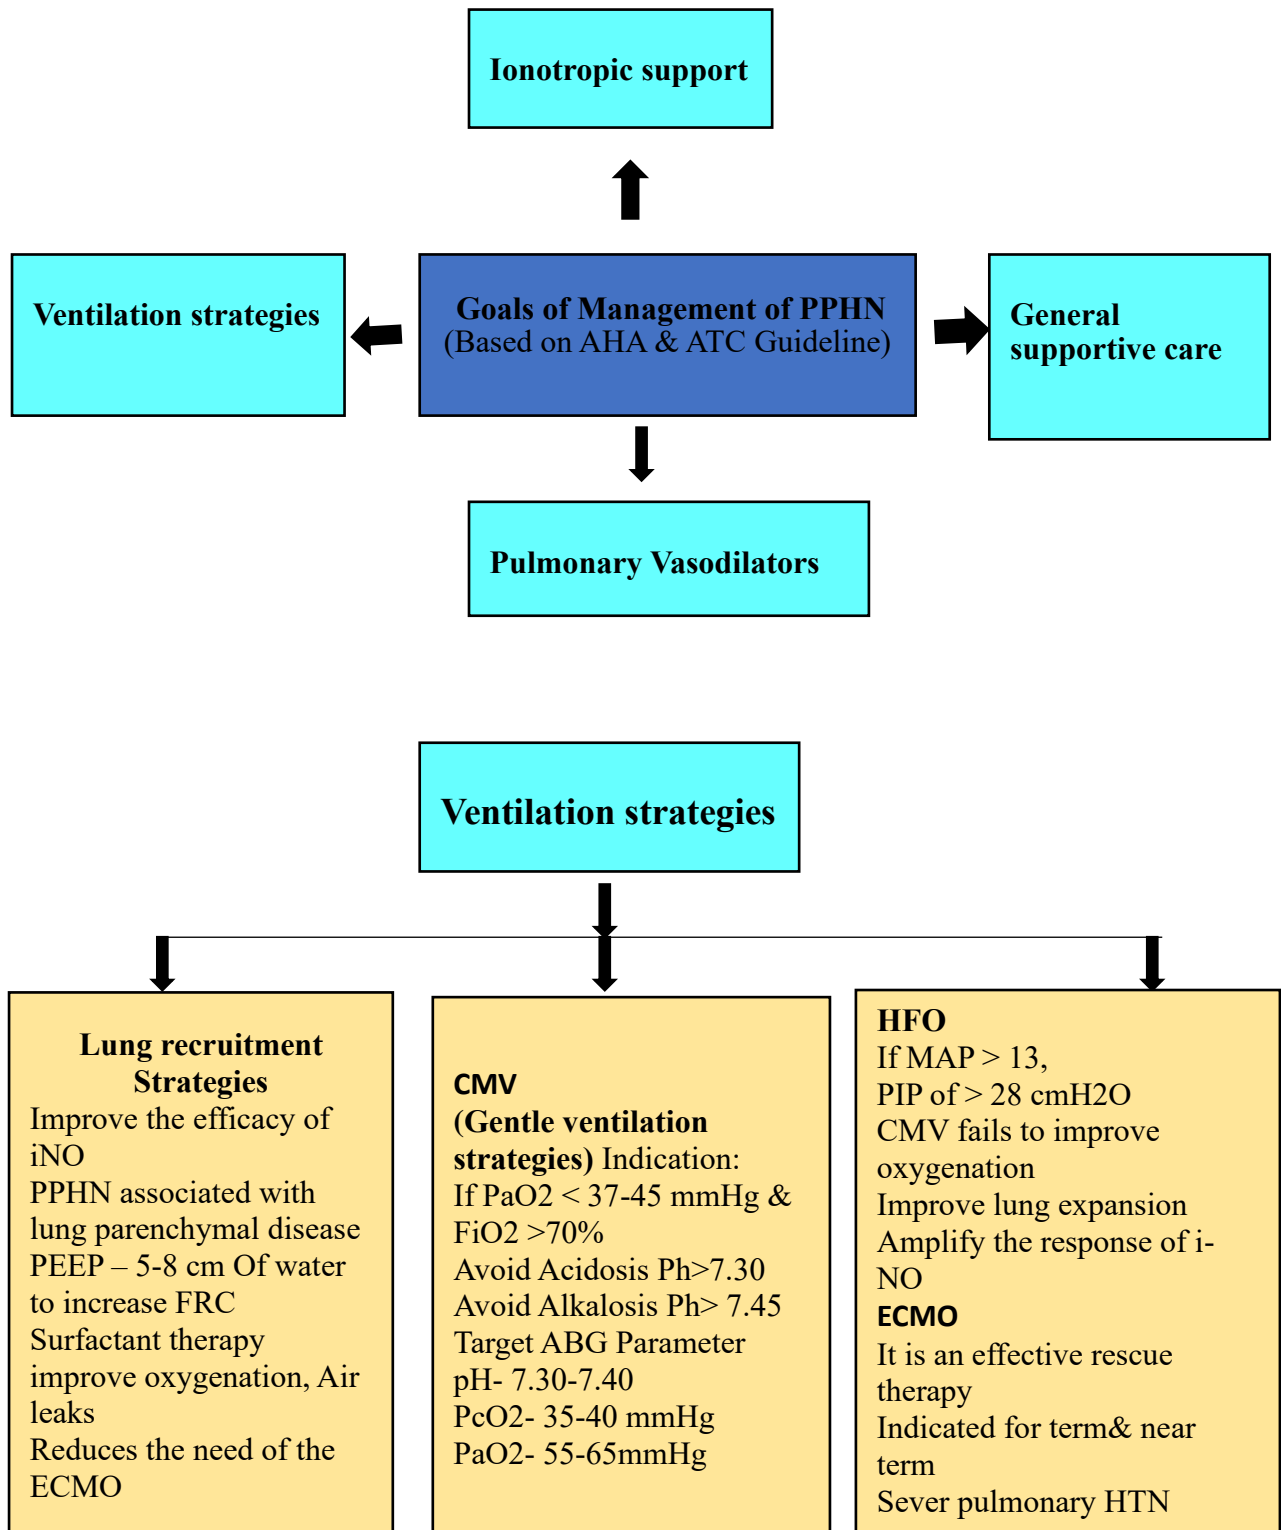 Ionotropic support
Ventilation strategies
Goals of Management of PPHN
(Based on AHA & ATC Guideline)
General
supportive care
Pulmonary Vasodilators
Ventilation strategies
Lung recruitment
Strategies
Improve the efficacy of
iNO
PPHN associated with
lung parenchymal disease
PEEP – 5-8 cm Of water
to increase FRC
Surfactant therapy
improve oxygenation, Air
leaks
Reduces the need of the
ECMO
CMV
(Gentle ventilation
strategies) Indication:
If PaO2 < 37-45 mmHg &
FiO2 >70%
Avoid Acidosis Ph>7.30
Avoid Alkalosis Ph> 7.45
Target ABG Parameter
pH- 7.30-7.40
PcO2- 35-40 mmHg
PaO2- 55-65mmHg
HFO
If MAP > 13,
PIP of > 28 cmH2O
CMV fails to improve
oxygenation
Improve lung expansion
Amplify the response of i-
NO
ECMO
It is an effective rescue
therapy
Indicated for term& near
term
Sever pulmonary HTN